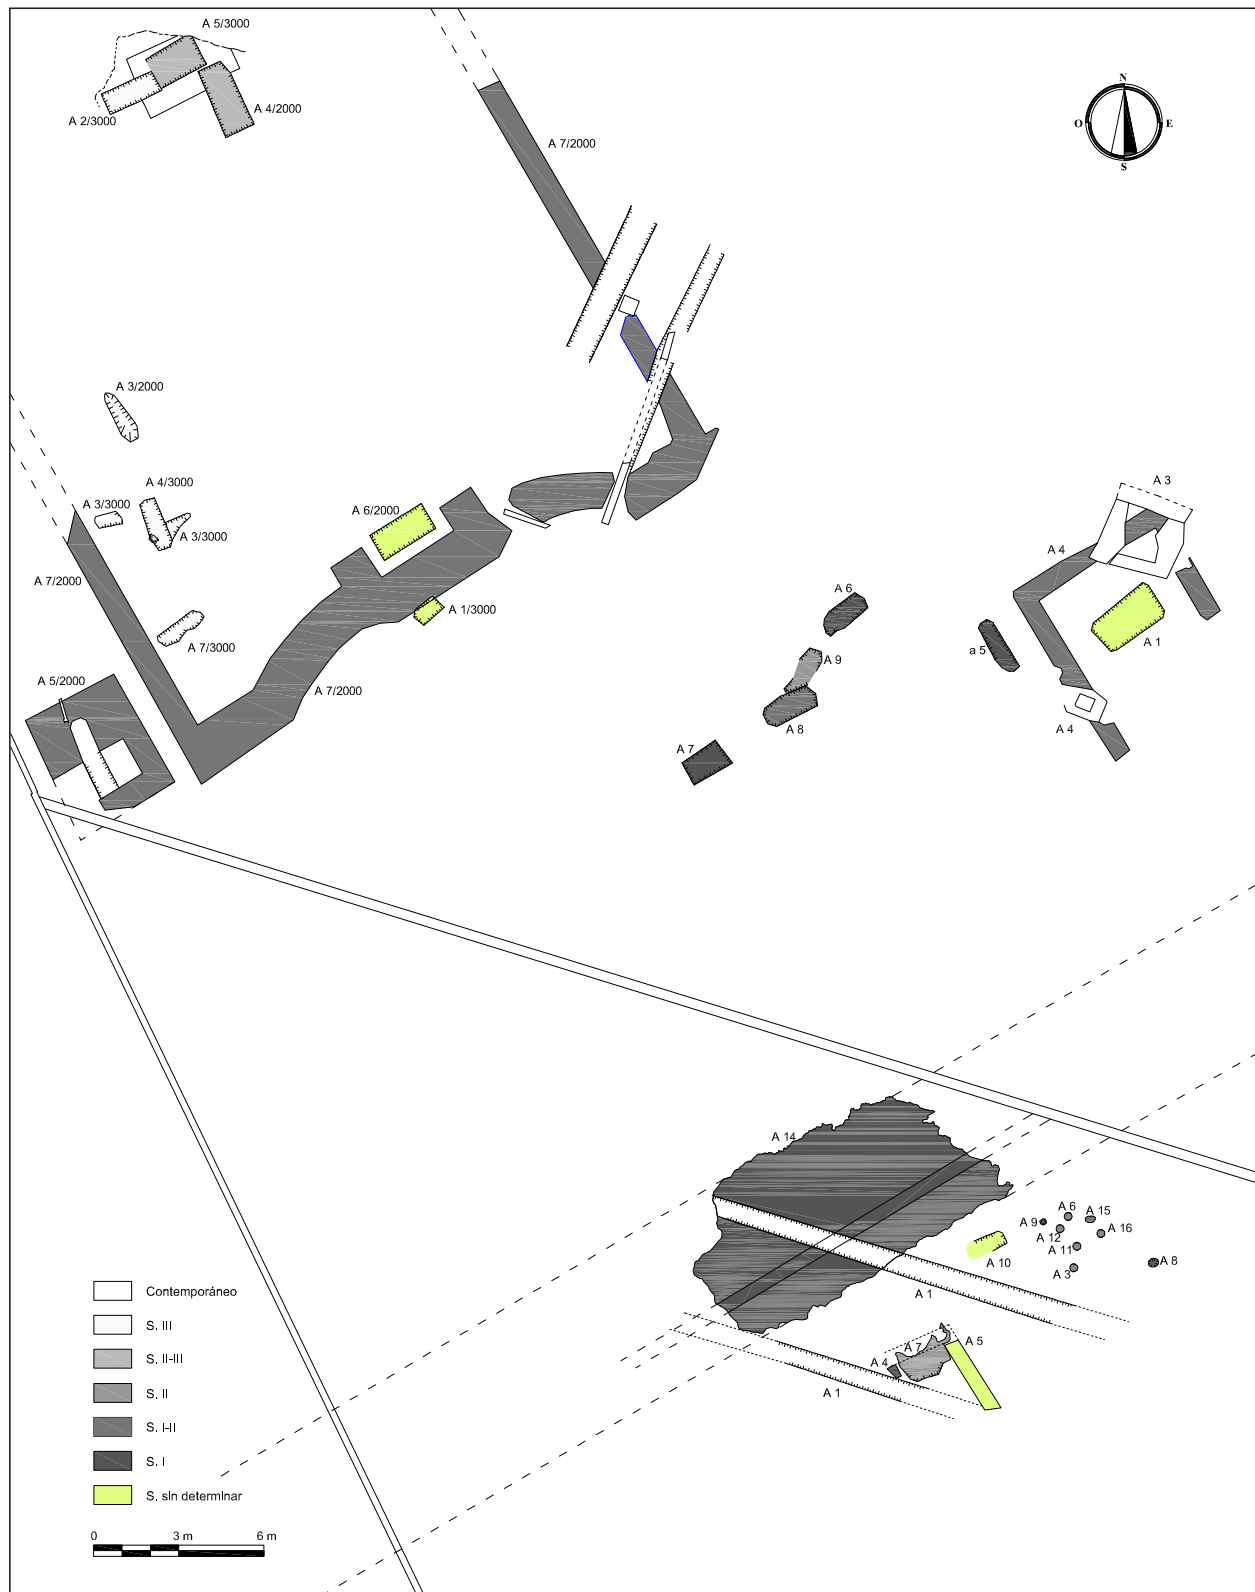 A 5/3000
A 2/3000
A 4/2000
A 7/2000
N
O
E
S
A 3/2000
A 4/3000
A 3/3000
A 3/3000
A 6/2000
A 7/2000
A 1/3000
A 7/3000
A 5/2000
A 7/2000
A 3
A 4
A 6
a 5
A 1
A 9
A 8
A 4
A 7
A 14
A 6
A 15
A 9
A 12
A 16
A 11
A 10
A 3
A 8
A 1
A 7
A 5
A 4
A 1
Contemporáneo
S. III
S. II-III
S. II
S. I-II
S. I
S. sin determinar
0 3 m 6 m